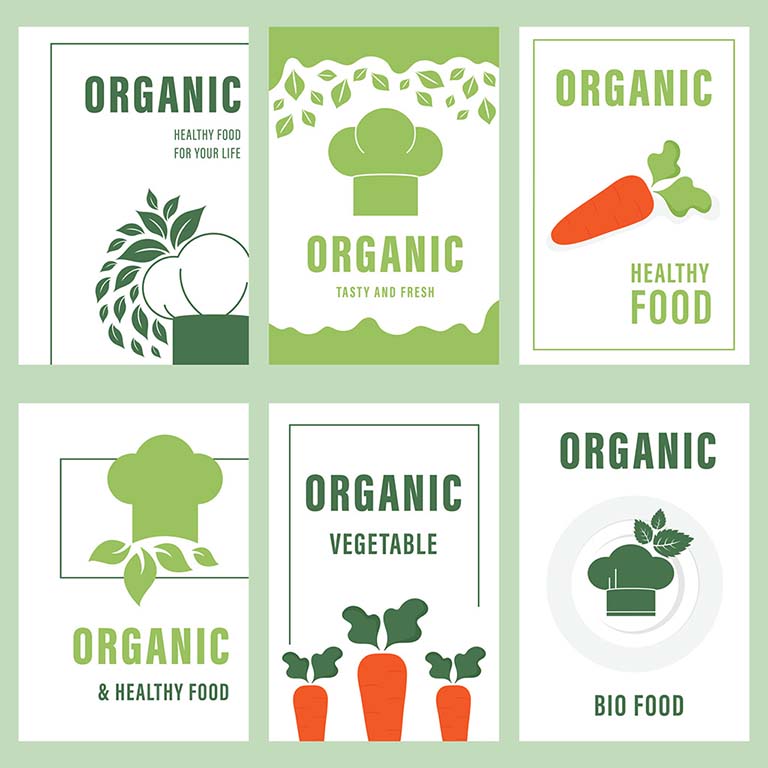 ORGANIC
HEALTHY FOOD
FOR YOUR LIFE
ORGANIC
TASTY AND FRESH
ORGANIC
HEALTHY
FOOD
ORGANIC
& HEALTHY FOOD
ORGANIC
VEGETABLE
ORGANIC
BIO FOOD